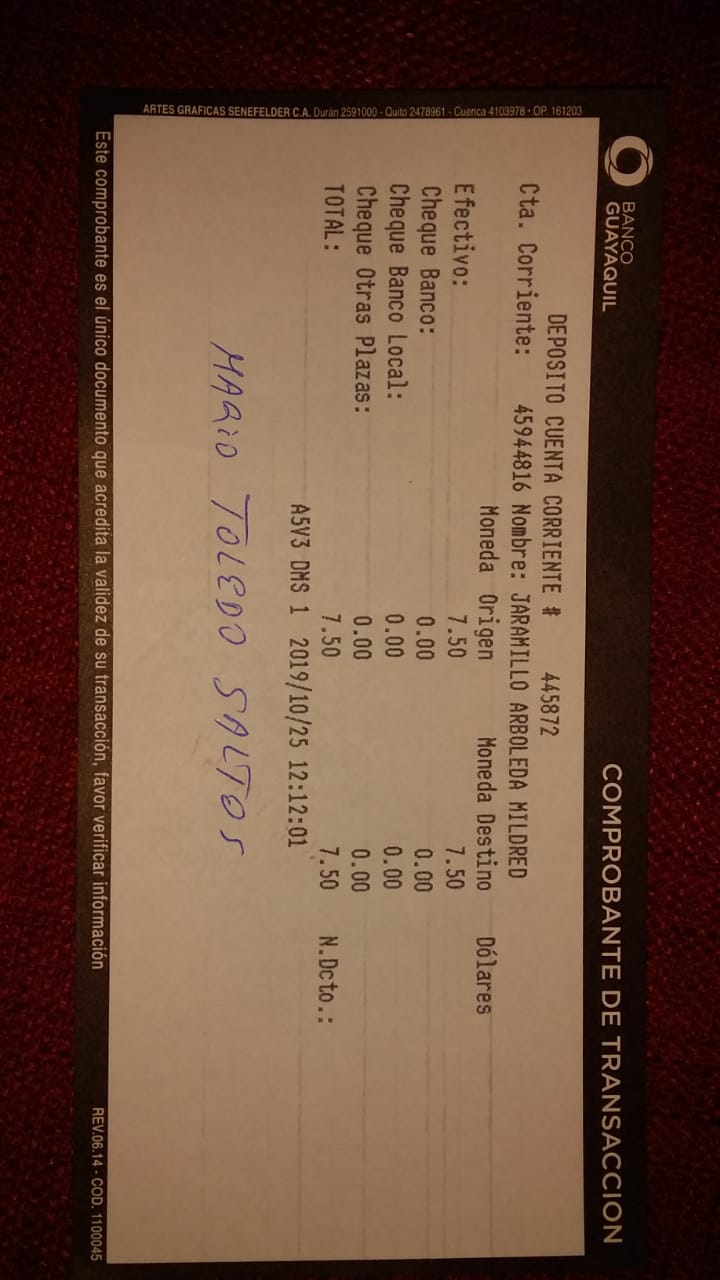 BANCO
GUAYAQUIL
COMPROBANTE DE TRANSACCION
DEPOSITO CUENTA CORRIENTE # 445872
Cta. Corriente: 45944816 Nombre: JARAMILLO ARBOLEDA MILDRED
Moneda Origen Moneda Destino Dólares
Efectivo: 7.50 7.50
Cheque Banco: 0.00 0.00
Cheque Banco Local: 0.00 0.00
Cheque Otras Plazas: 0.00 0.00
TOTAL: 7.50 7.50 N.Dcto.:
A5V3 DMS 1 2019/10/25 12:12:01
MARIO TOLEDO SALTOS
ARTES GRAFICAS SENEFELDER C.A. Durán 2591000 - Quito 2478961 - Cuenca 4103978 • OP. 161203
Este comprobante es el único documento que acredita la validez de su transacción, favor verificar información
REV.06.14 - COD. 1100045